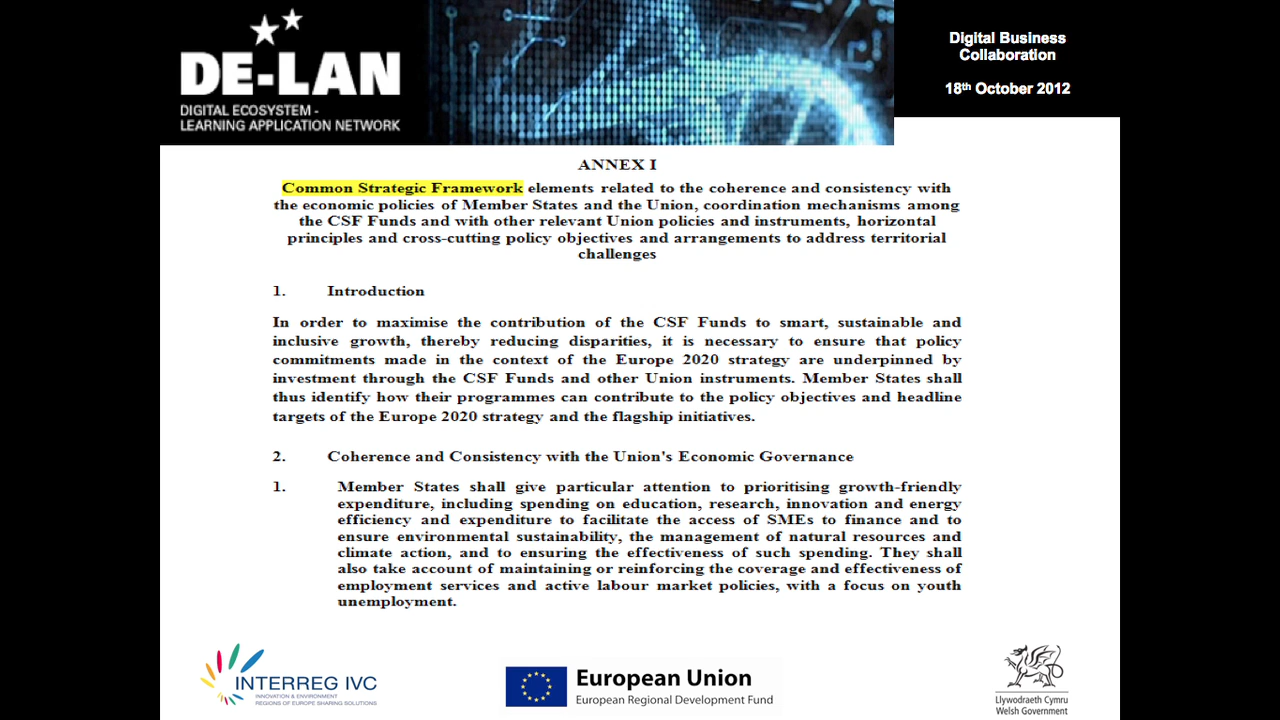 DE-LAN
DIGITAL ECOSYSTEM -
LEARNING APPLICATION NETWORK
Digital Business
Collaboration
18th October 2012
ANNEX I
Common Strategic Framework elements related to the coherence and consistency with
the economic policies of Member States and the Union, coordination mechanisms among
the CSF Funds and with other relevant Union policies and instruments, horizontal
principles and cross-cutting policy objectives and arrangements to address territorial
challenges
1. Introduction
In order to maximise the contribution of the CSF Funds to smart, sustainable and
inclusive growth, thereby reducing disparities, it is necessary to ensure that policy
commitments made in the context of the Europe 2020 strategy are underpinned by
investment through the CSF Funds and other Union instruments. Member States shall
thus identify how their programmes can contribute to the policy objectives and headline
targets of the Europe 2020 strategy and the flagship initiatives.
2. Coherence and Consistency with the Union's Economic Governance
1. Member States shall give particular attention to prioritising growth-friendly
expenditure, including spending on education, research, innovation and energy
efficiency and expenditure to facilitate the access of SMEs to finance and to
ensure environmental sustainability, the management of natural resources and
climate action, and to ensuring the effectiveness of such spending. They shall
also take account of maintaining or reinforcing the coverage and effectiveness of
employment services and active labour market policies, with a focus on youth
unemployment.
INTERREG IVC
INNOVATION & ENVIRONMENT
REGIONS OF EUROPE SHARING SOLUTIONS
European Union
European Regional Development Fund
Llywodraeth Cymru
Welsh Government